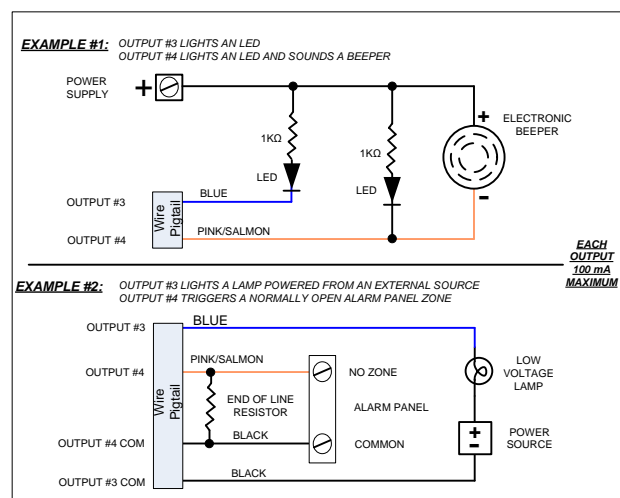 EXAMPLE #1: OUTPUT #3 LIGHTS AN LED
OUTPUT #4 LIGHTS AN LED AND SOUNDS A BEEPER
POWER
SUPPLY
+
+
ELECTRONIC
BEEPER
1KΩ
1KΩ
LED
LED
-
OUTPUT #3
BLUE
OUTPUT #4
PINK/SALMON
Wire
Pigtail
EACH
OUTPUT
100 mA
MAXIMUM
EXAMPLE #2: OUTPUT #3 LIGHTS A LAMP POWERED FROM AN EXTERNAL SOURCE
OUTPUT #4 TRIGGERS A NORMALLY OPEN ALARM PANEL ZONE
OUTPUT #3
BLUE
PINK/SALMON
OUTPUT #4
NO ZONE
LOW
VOLTAGE
LAMP
END OF LINE
RESISTOR
ALARM PANEL
Wire
Pigtail
BLACK
OUTPUT #4 COM
COMMON
+
-
POWER
SOURCE
BLACK
OUTPUT #3 COM